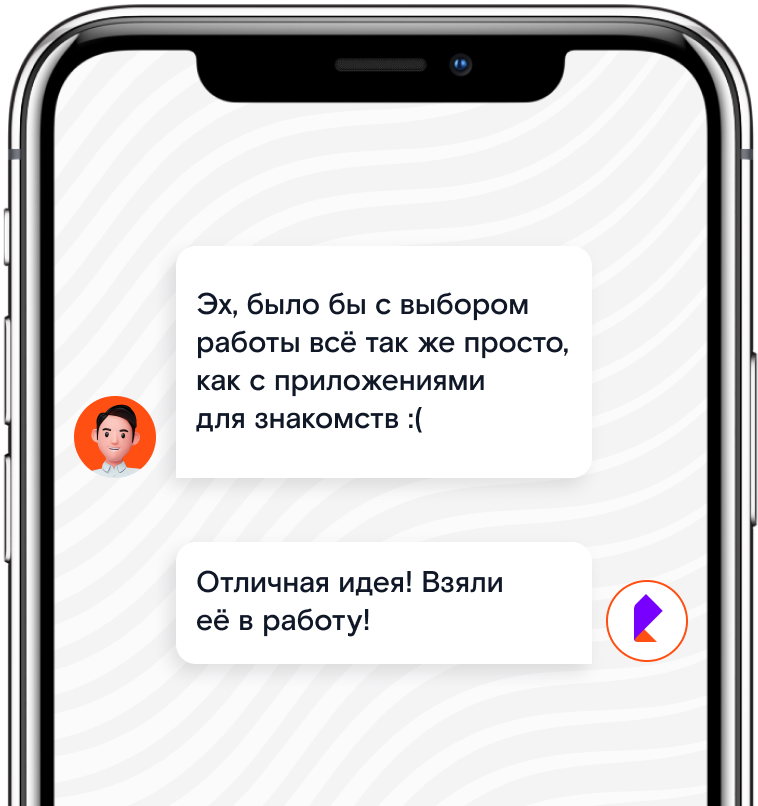 Эх, было бы с выбором
работы всё так же просто,
как с приложениями
для знакомств :(
Отличная идея! Взяли
её в работу!